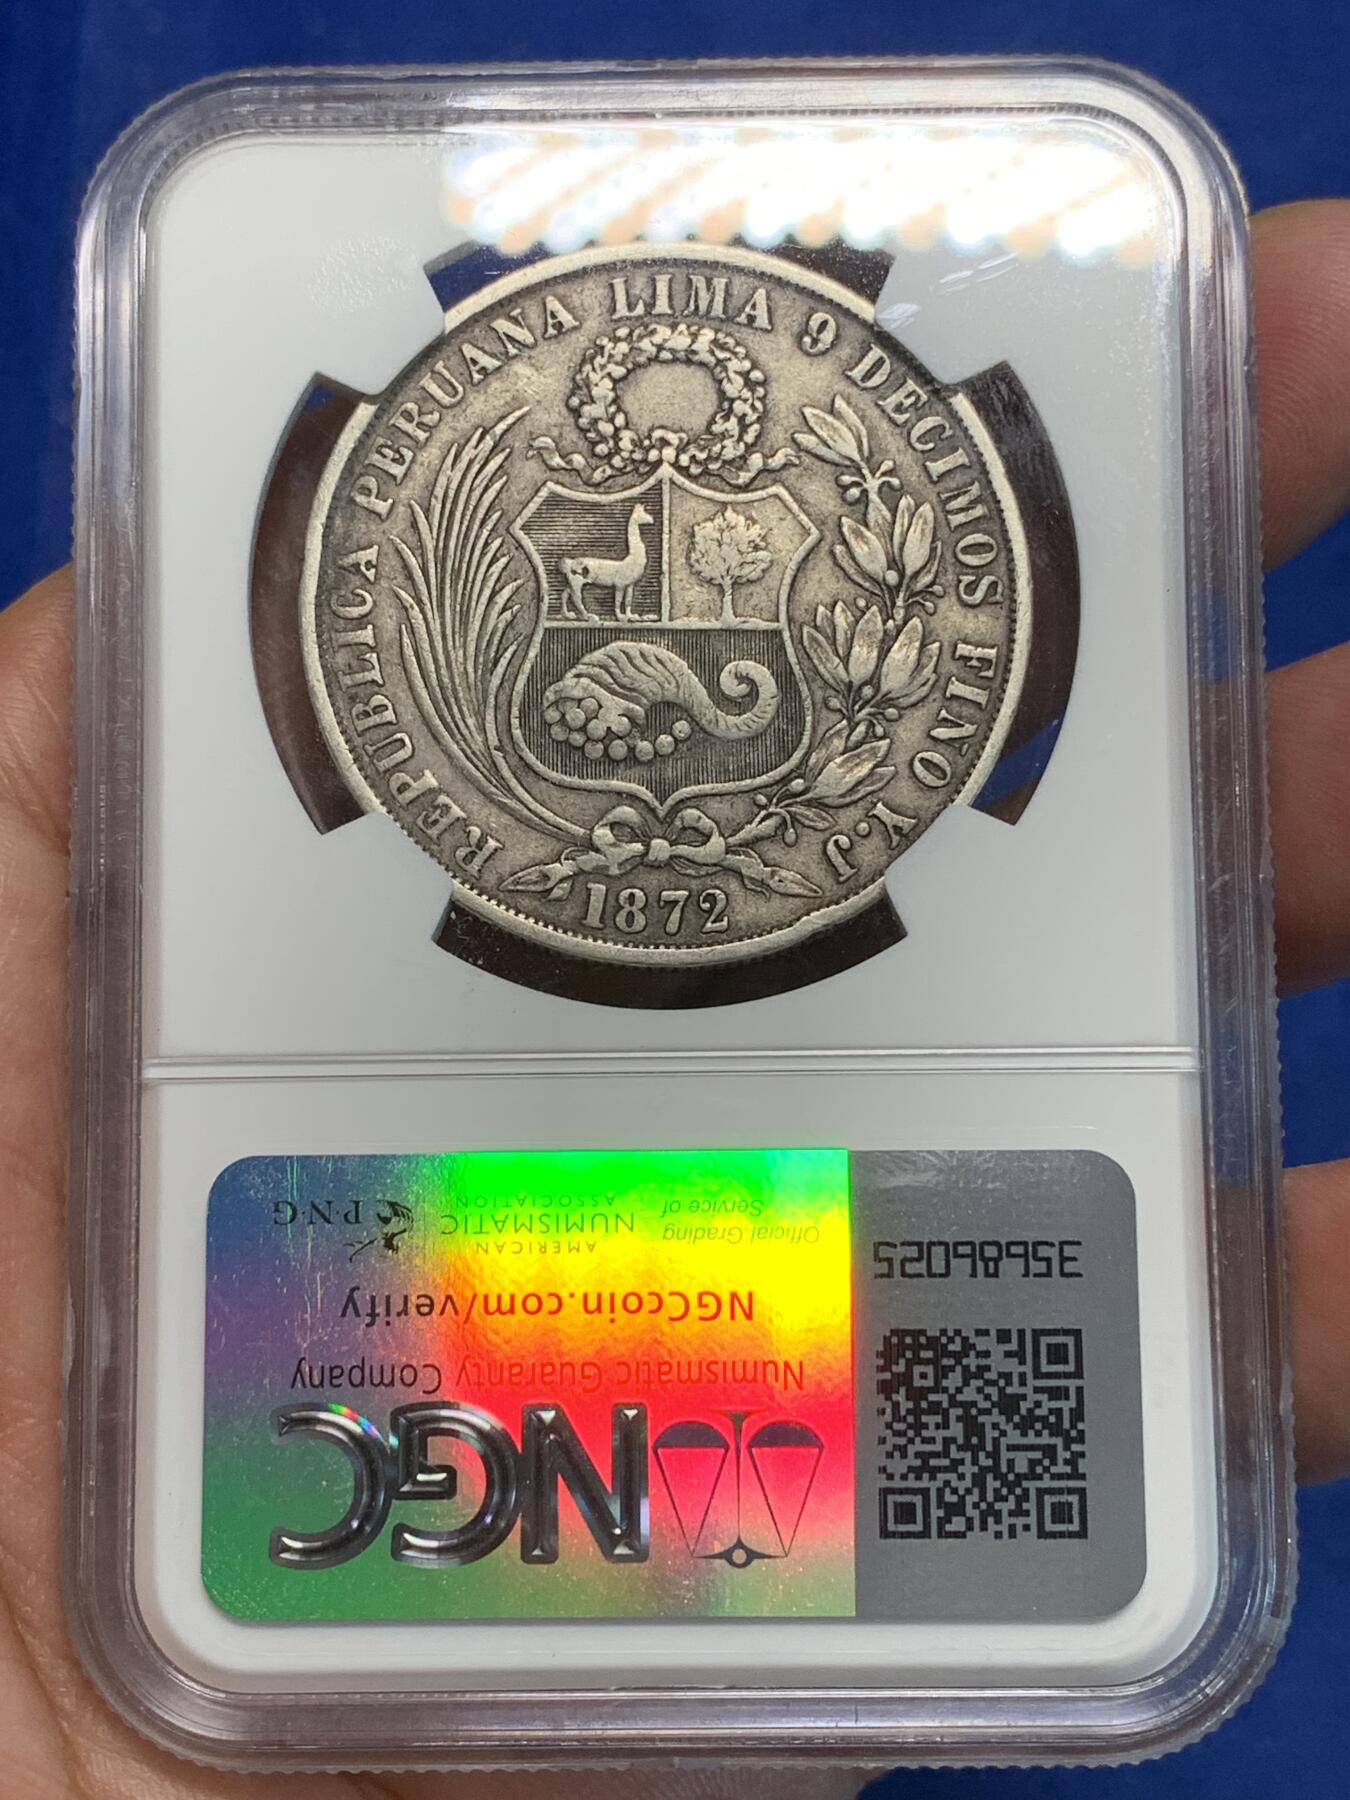 REPUBLICA PERUANA LIMA 9 DECIMOS FINO Y.J
1872
NGC
Numismatic Guaranty Company
NGCcoin.com/verify
Official Grading
Service of
AMERICAN
NUMISMATIC
ASSOCIATION
P·N·G
35686025